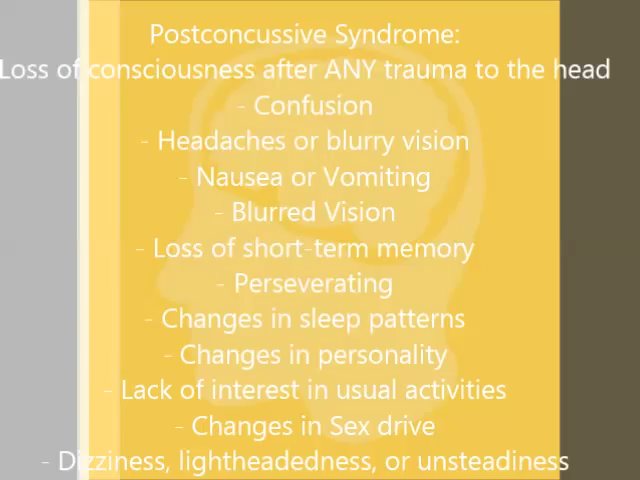 Postconcussive Syndrome:
Loss of consciousness after ANY trauma to the head
- Confusion
- Headaches or blurry vision
- Nausea or Vomiting
- Blurred Vision
- Loss of short-term memory
- Perseverating
- Changes in sleep patterns
- Changes in personality
- Lack of interest in usual activities
- Changes in Sex drive
- Dizziness, lightheadedness, or unsteadiness